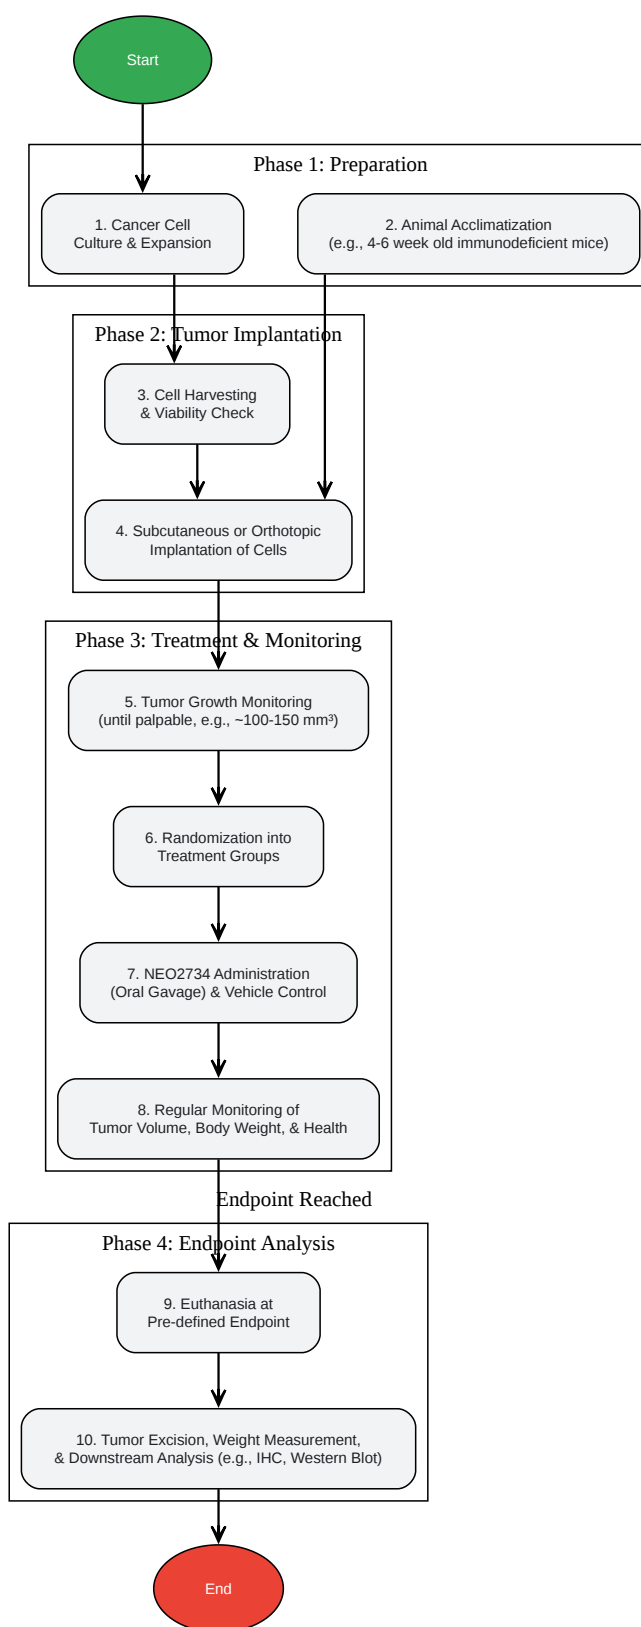 Start
Phase 1: Preparation
1. Cancer Cell
Culture & Expansion
2. Animal Acclimatization
(e.g., 4-6 week old immunodeficient mice)
Phase 2: Tumor Implantation
3. Cell Harvesting
& Viability Check
4. Subcutaneous or Orthotopic
Implantation of Cells
Phase 3: Treatment & Monitoring
5. Tumor Growth Monitoring
(until palpable, e.g., ~100-150 mm³)
6. Randomization into
Treatment Groups
7. NEO2734 Administration
(Oral Gavage) & Vehicle Control
8. Regular Monitoring of
Tumor Volume, Body Weight, & Health
Endpoint Reached
Phase 4: Endpoint Analysis
9. Euthanasia at
Pre-defined Endpoint
10. Tumor Excision, Weight Measurement,
& Downstream Analysis (e.g., IHC, Western Blot)
End